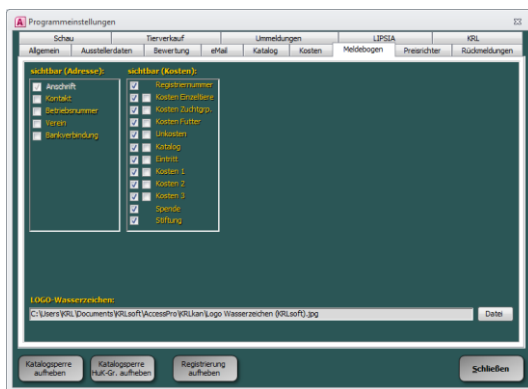 Programmeinstellungen
Schau Tierverkauf Ummeldungen LIPSIA KRL
Allgemein Ausstellerdaten Bewertung eMail Katalog Kosten Meldebogen Preisrichter Rückmeldungen
sichtbar (Adresse): sichtbar (Kosten):
Anschrift Registriernummer
Kontakt Kosten Einzeltiere
Betriebsnummer Kosten Zuchtgrp.
Verein Kosten Futter
Bankverbindung Unkosten
Katalog
Eintritt
Kosten 1
Kosten 2
Kosten 3
Spende
Stiftung
LOGO-Wasserzeichen:
C:\Users\KRL\Documents\KRLsoft\AccessPro\KRLkan\Logo Wasserzeichen (KRLsoft).jpg Datei
Katalogsperre aufheben Katalogsperre HuK-Gr. aufheben Registrierung aufheben Schließen